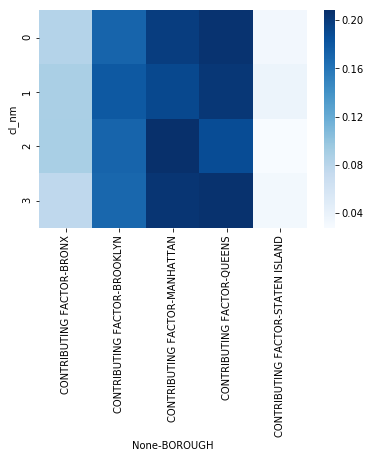 cl_nm
0
1
2
3
CONTRIBUTING FACTOR-BRONX
CONTRIBUTING FACTOR-BROOKLYN
CONTRIBUTING FACTOR-MANHATTAN
CONTRIBUTING FACTOR-QUEENS
CONTRIBUTING FACTOR-STATEN ISLAND
None-BOROUGH
0.20
0.16
0.12
0.08
0.04